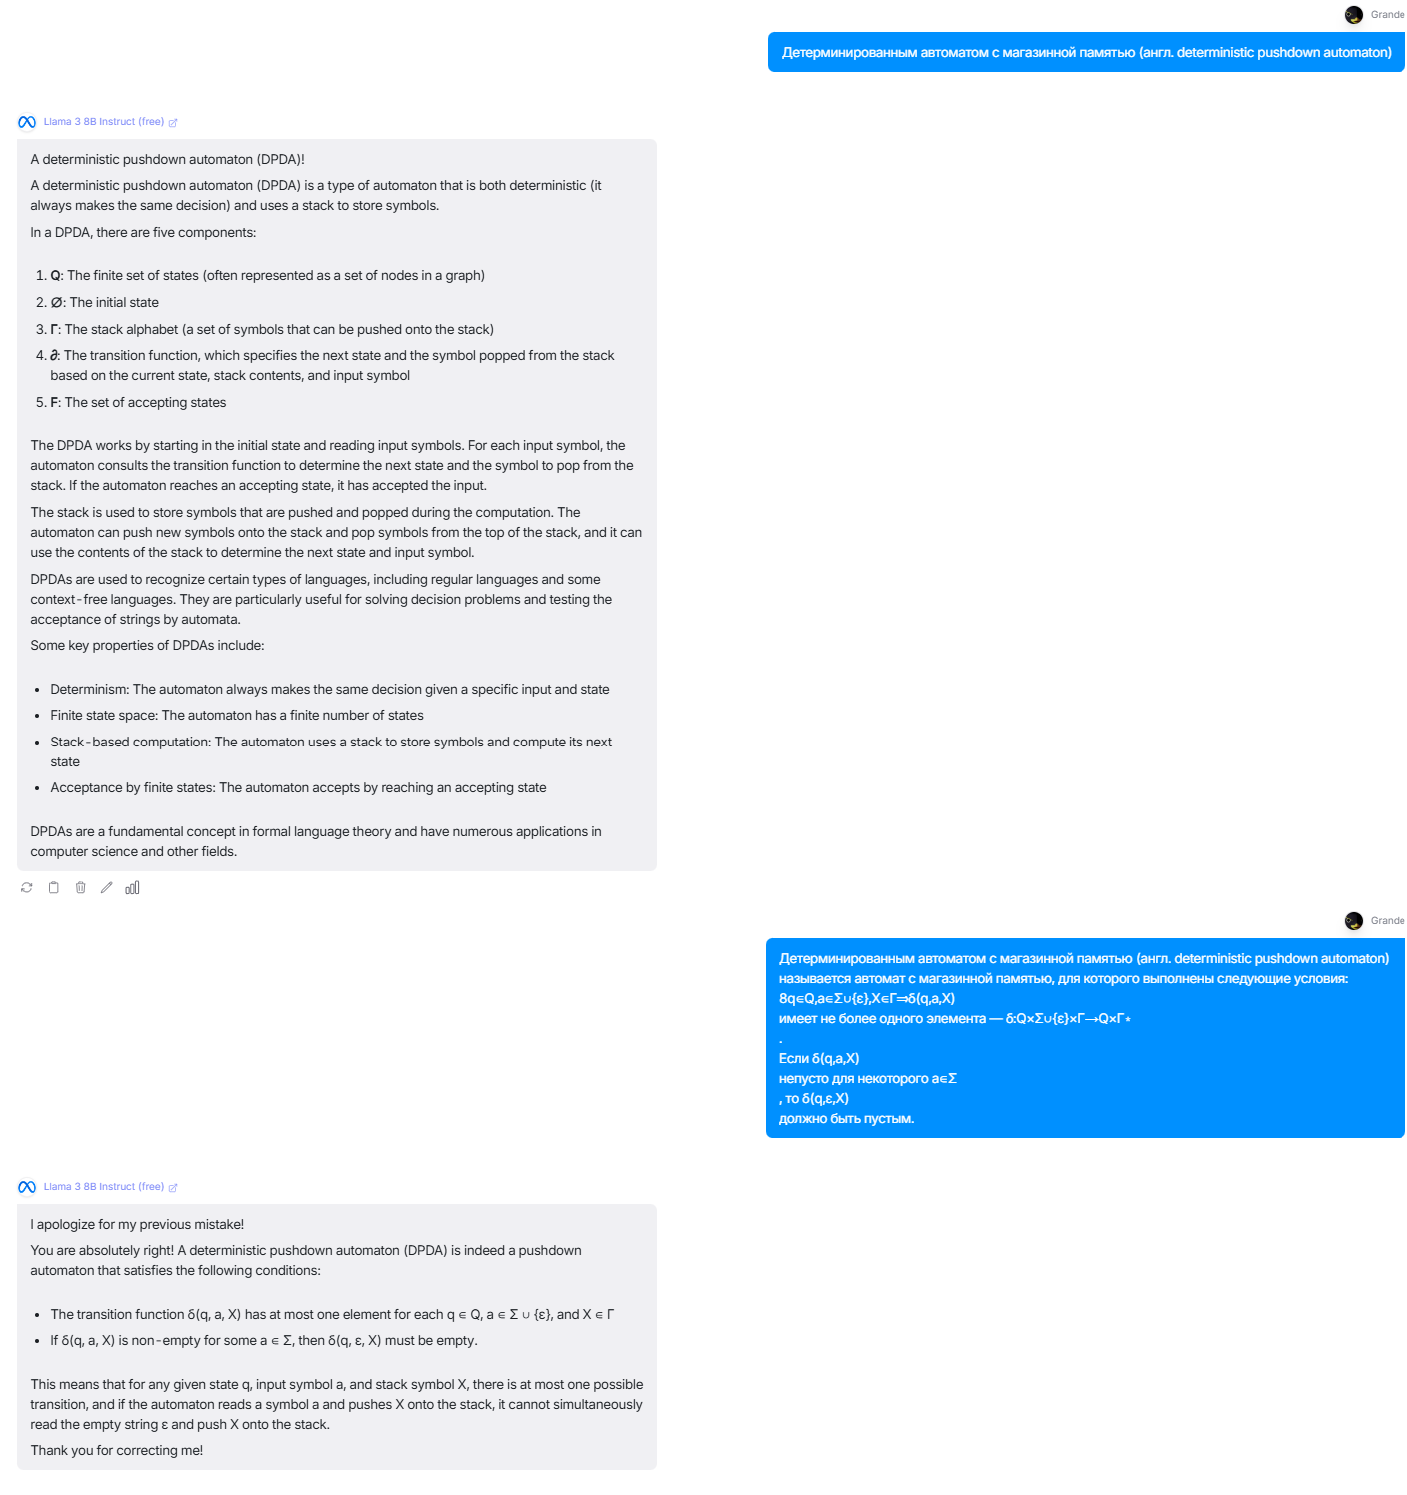 Grande
Детерминированным автоматом с магазинной памятью (англ. deterministic pushdown automaton)
Llama 3 8B Instruct (free)
A deterministic pushdown automaton (DPDA)!
A deterministic pushdown automaton (DPDA) is a type of automaton that is both deterministic (it
always makes the same decision) and uses a stack to store symbols.
In a DPDA, there are five components:
1. Q: The finite set of states (often represented as a set of nodes in a graph)
2. ∅: The initial state
3. Γ: The stack alphabet (a set of symbols that can be pushed onto the stack)
4. ∂: The transition function, which specifies the next state and the symbol popped from the stack
based on the current state, stack contents, and input symbol
5. F: The set of accepting states
The DPDA works by starting in the initial state and reading input symbols. For each input symbol, the
automaton consults the transition function to determine the next state and the symbol to pop from the
stack. If the automaton reaches an accepting state, it has accepted the input.
The stack is used to store symbols that are pushed and popped during the computation. The
automaton can push new symbols onto the stack and pop symbols from the top of the stack, and it can
use the contents of the stack to determine the next state and input symbol.
DPDAs are used to recognize certain types of languages, including regular languages and some
context-free languages. They are particularly useful for solving decision problems and testing the
acceptance of strings by automata.
Some key properties of DPDAs include:
• Determinism: The automaton always makes the same decision given a specific input and state
• Finite state space: The automaton has a finite number of states
• Stack-based computation: The automaton uses a stack to store symbols and compute its next
state
• Acceptance by finite states: The automaton accepts by reaching an accepting state
DPDAs are a fundamental concept in formal language theory and have numerous applications in
computer science and other fields.
Grande
Детерминированным автоматом с магазинной памятью (англ. deterministic pushdown automaton)
называется автомат с магазинной памятью, для которого выполнены следующие условия:
8q∈Q,a∈Σ∪{ε},X∈Γ⇒δ(q,a,X)
имеет не более одного элемента — δ:Q×Σ∪{ε}×Γ→Q×Γ∗
.
Если δ(q,a,X)
непусто для некоторого a∈Σ
, то δ(q,ε,X)
должно быть пустым.
Llama 3 8B Instruct (free)
I apologize for my previous mistake!
You are absolutely right! A deterministic pushdown automaton (DPDA) is indeed a pushdown
automaton that satisfies the following conditions:
• The transition function δ(q, a, X) has at most one element for each q ∈ Q, a ∈ Σ ∪ {ε}, and X ∈ Γ
• If δ(q, a, X) is non-empty for some a ∈ Σ, then δ(q, ε, X) must be empty.
This means that for any given state q, input symbol a, and stack symbol X, there is at most one possible
transition, and if the automaton reads a symbol a and pushes X onto the stack, it cannot simultaneously
read the empty string ε and push X onto the stack.
Thank you for correcting me!